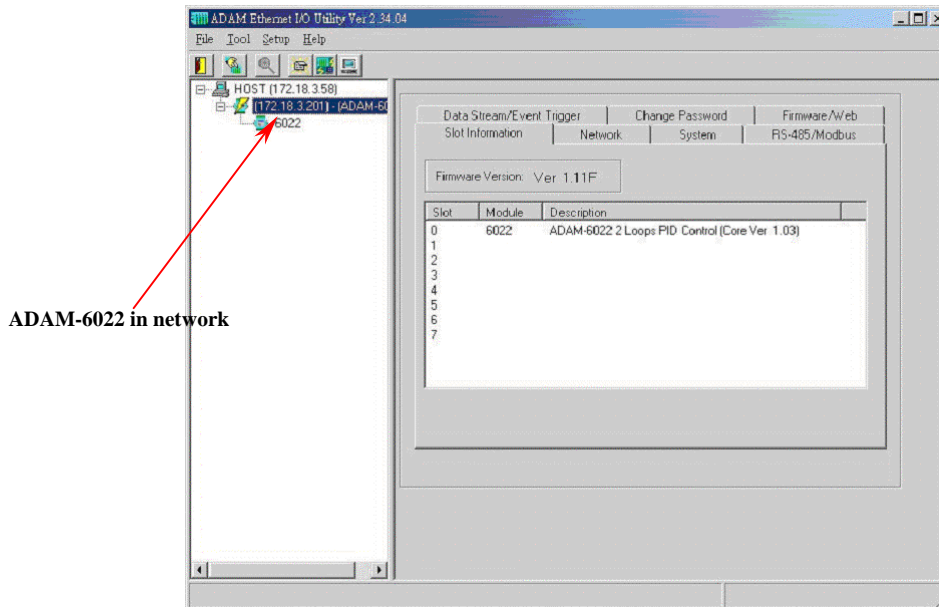 ADAM Ethernet I/O Utility Ver 2.34.04
File Tool Setup Help
HOST (172.18.3.58)
(172.18.3.201) - (ADAM-60
6022
ADAM-6022 in network
Data Stream/Event Trigger Change Password Firmware/Web
Slot Information Network System RS-485/Modbus
Firmware Version: Ver 1.11F
Slot Module Description
0 6022 ADAM-6022 2 Loops PID Control (Core Ver 1.03)
1
2
3
4
5
6
7